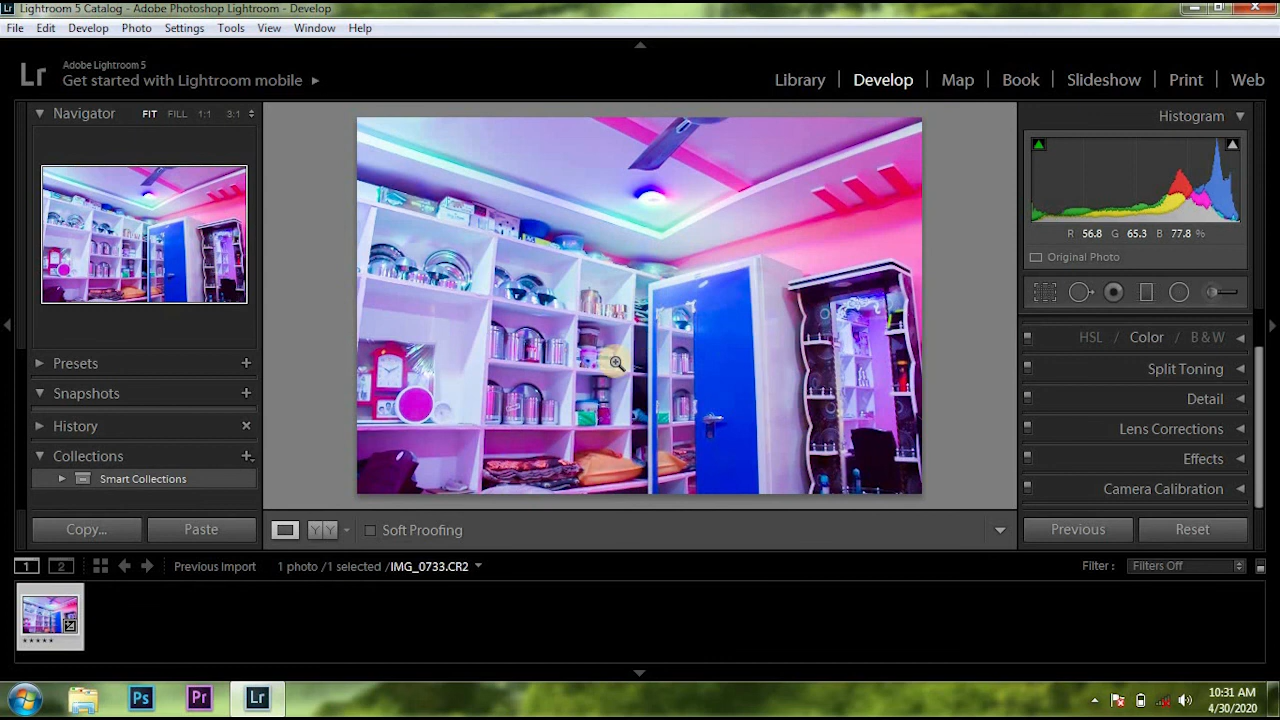 Lightroom 5 Catalog - Adobe Photoshop Lightroom - Develop
File Edit Develop Photo Settings Tools View Window Help
Lr Adobe Lightroom 5
Get started with Lightroom mobile
Library Develop Map Book Slideshow Print Web
Navigator FIT FILL 1:1 3:1
Histogram
R 56.8 G 65.3 B 77.8 %
Original Photo
HSL / Color / B & W
Presets
Split Toning
Snapshots
Detail
History
Lens Corrections
Collections
Effects
Smart Collections
Camera Calibration
Copy... Paste
Y Y Soft Proofing
Previous Reset
1 2 Previous Import 1 photo /1 selected /IMG_0733.CR2
Filter : Filters Off
Ps Pr Lr
10:31 AM
4/30/2020